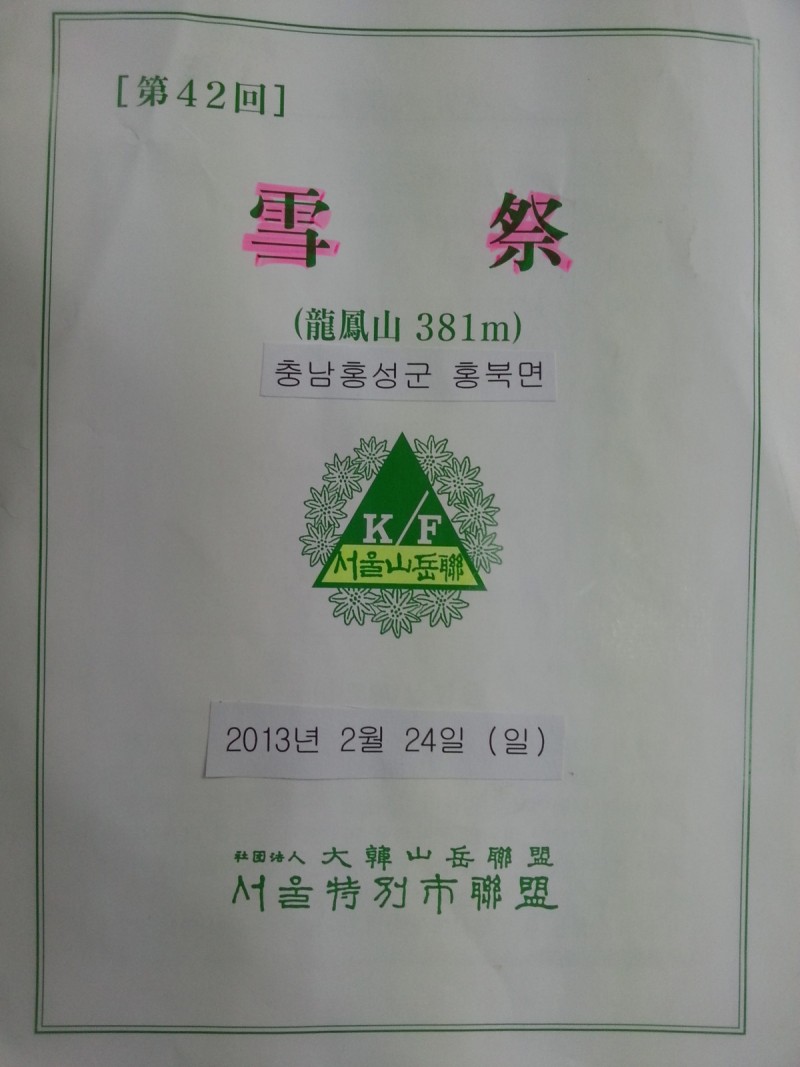 [第42回]
雪 祭
(龍鳳山 381m)
충남홍성군 홍북면
K/F
서울山岳聯
2013년 2월 24일 (일)
社団法人 大韓山岳聯盟
서울特別市聯盟